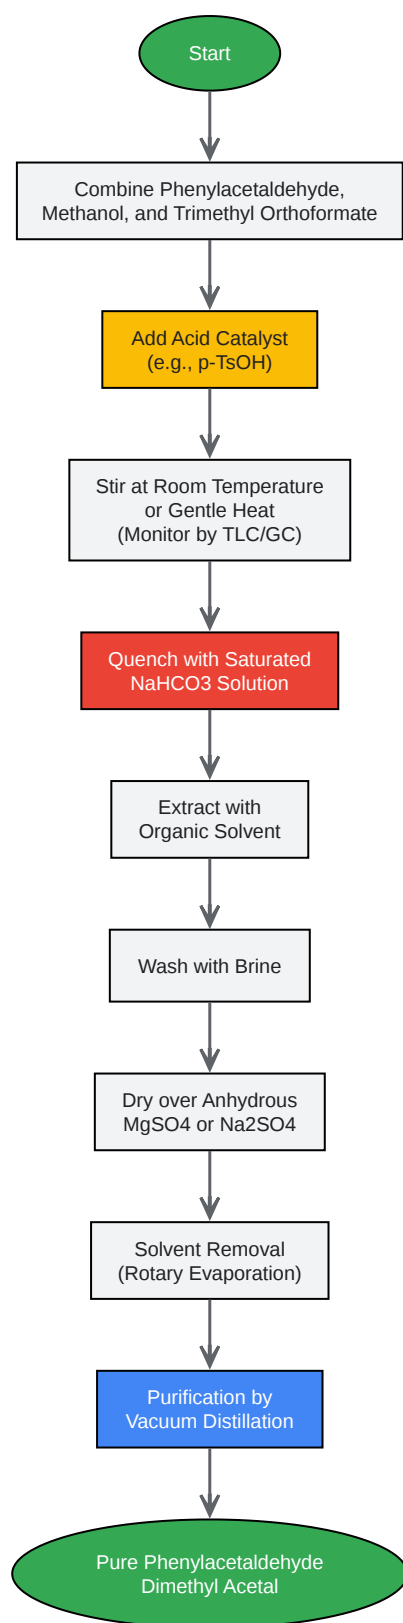 Start
Combine Phenylacetaldehyde,
Methanol, and Trimethyl Orthoformate
Add Acid Catalyst
(e.g., p-TsOH)
Stir at Room Temperature
or Gentle Heat
(Monitor by TLC/GC)
Quench with Saturated
NaHCO3 Solution
Extract with
Organic Solvent
Wash with Brine
Dry over Anhydrous
MgSO4 or Na2SO4
Solvent Removal
(Rotary Evaporation)
Purification by
Vacuum Distillation
Pure Phenylacetaldehyde
Dimethyl Acetal